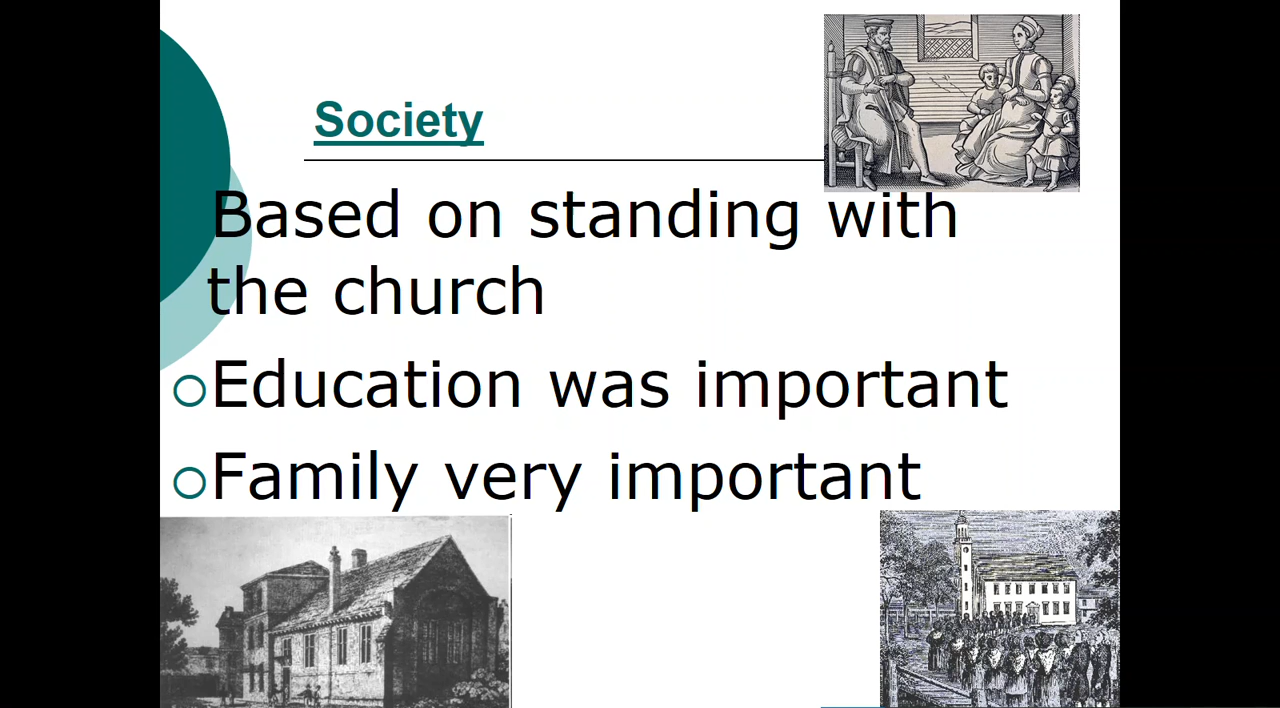 Society
Based on standing with
the church
Education was important
Family very important